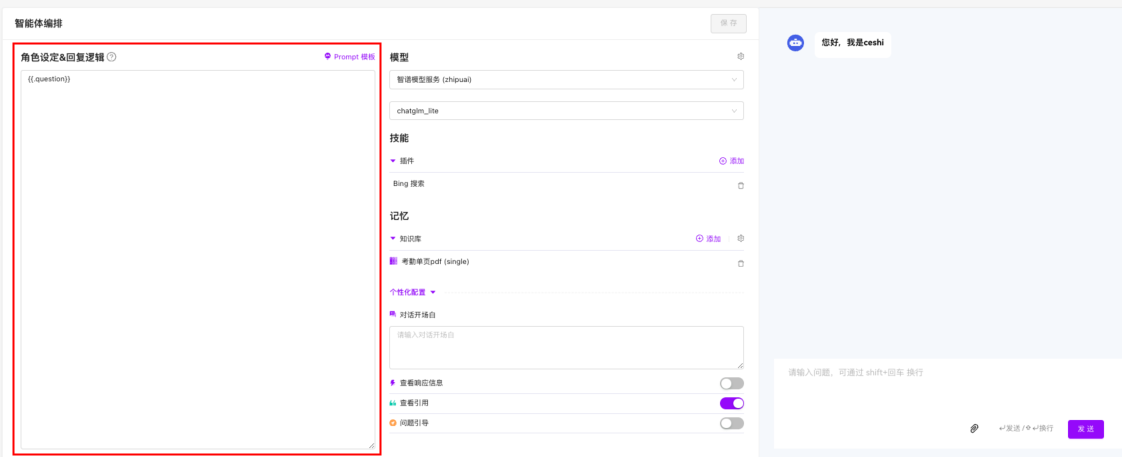 智能体编排
保 存
角色设定&回复逻辑
Prompt 模板
{{.question}}
模型
智谱模型服务 (zhipuai)
chatglm_lite
技能
插件
添加
Bing 搜索
记忆
知识库
添加
考勤单页pdf (single)
个性化配置
对话开场白
请输入对话开场白
查看响应信息
查看引用
问题引导
您好，我是ceshi
请输入问题，可通过 shift+回车 换行
↵发送 /⇧↵换行
发 送